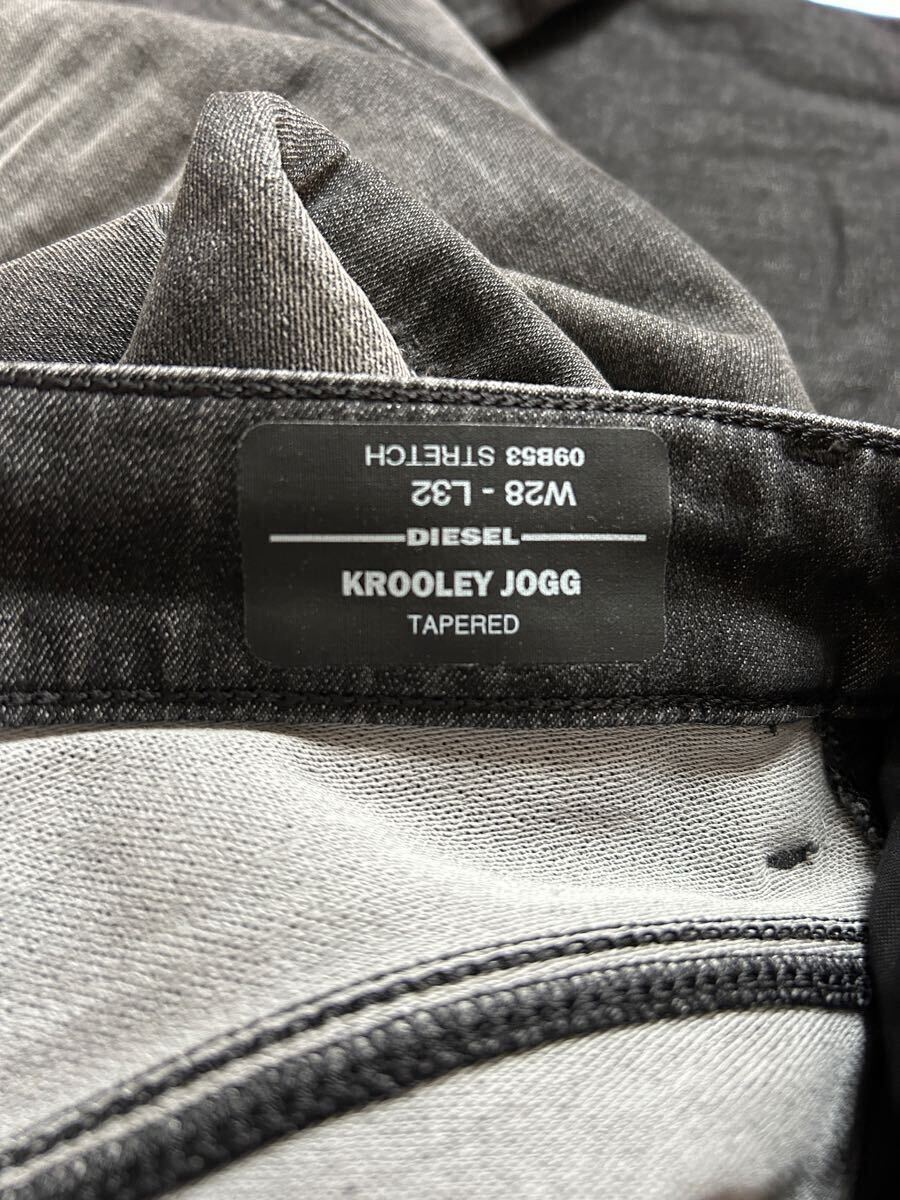 09B53 STRETCH
W28 - L32
DIESEL
KROOLEY JOGG
TAPERED